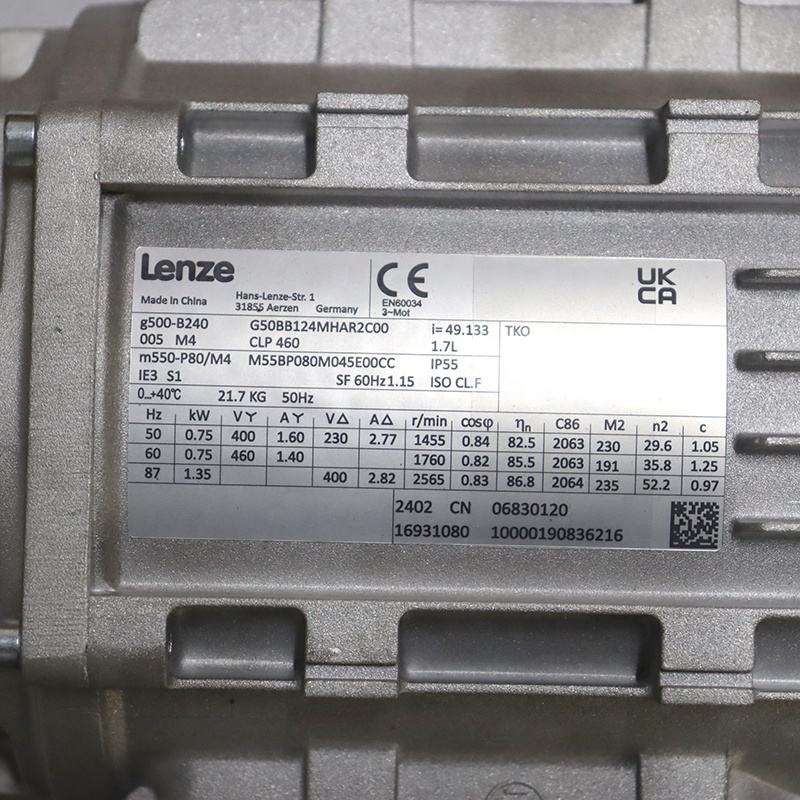 Lenze
CE
UK
CA
Made in China
Hans-Lenze-Str. 1
31855 Aerzen Germany
EN60034
3~Mot
g500-B240 G50BB124MHAR2C00 i= 49.133 TKO
005 M4 CLP 460 1.7L
m550-P80/M4 M55BP080M045E00CC IP55
IE3 S1 SF 60Hz1.15 ISO CL.F
0...+40℃ 21.7 KG 50Hz
Hz kW VY AY V△ A△ r/min cosφ ηn C86 M2 n2 c
50 0.75 400 1.60 230 2.77 1455 0.84 82.5 2063 230 29.6 1.05
60 0.75 460 1.40 1760 0.82 85.5 2063 191 35.8 1.25
87 1.35 400 2.82 2565 0.83 86.8 2064 235 52.2 0.97
2402 CN 06830120
16931080 10000190836216